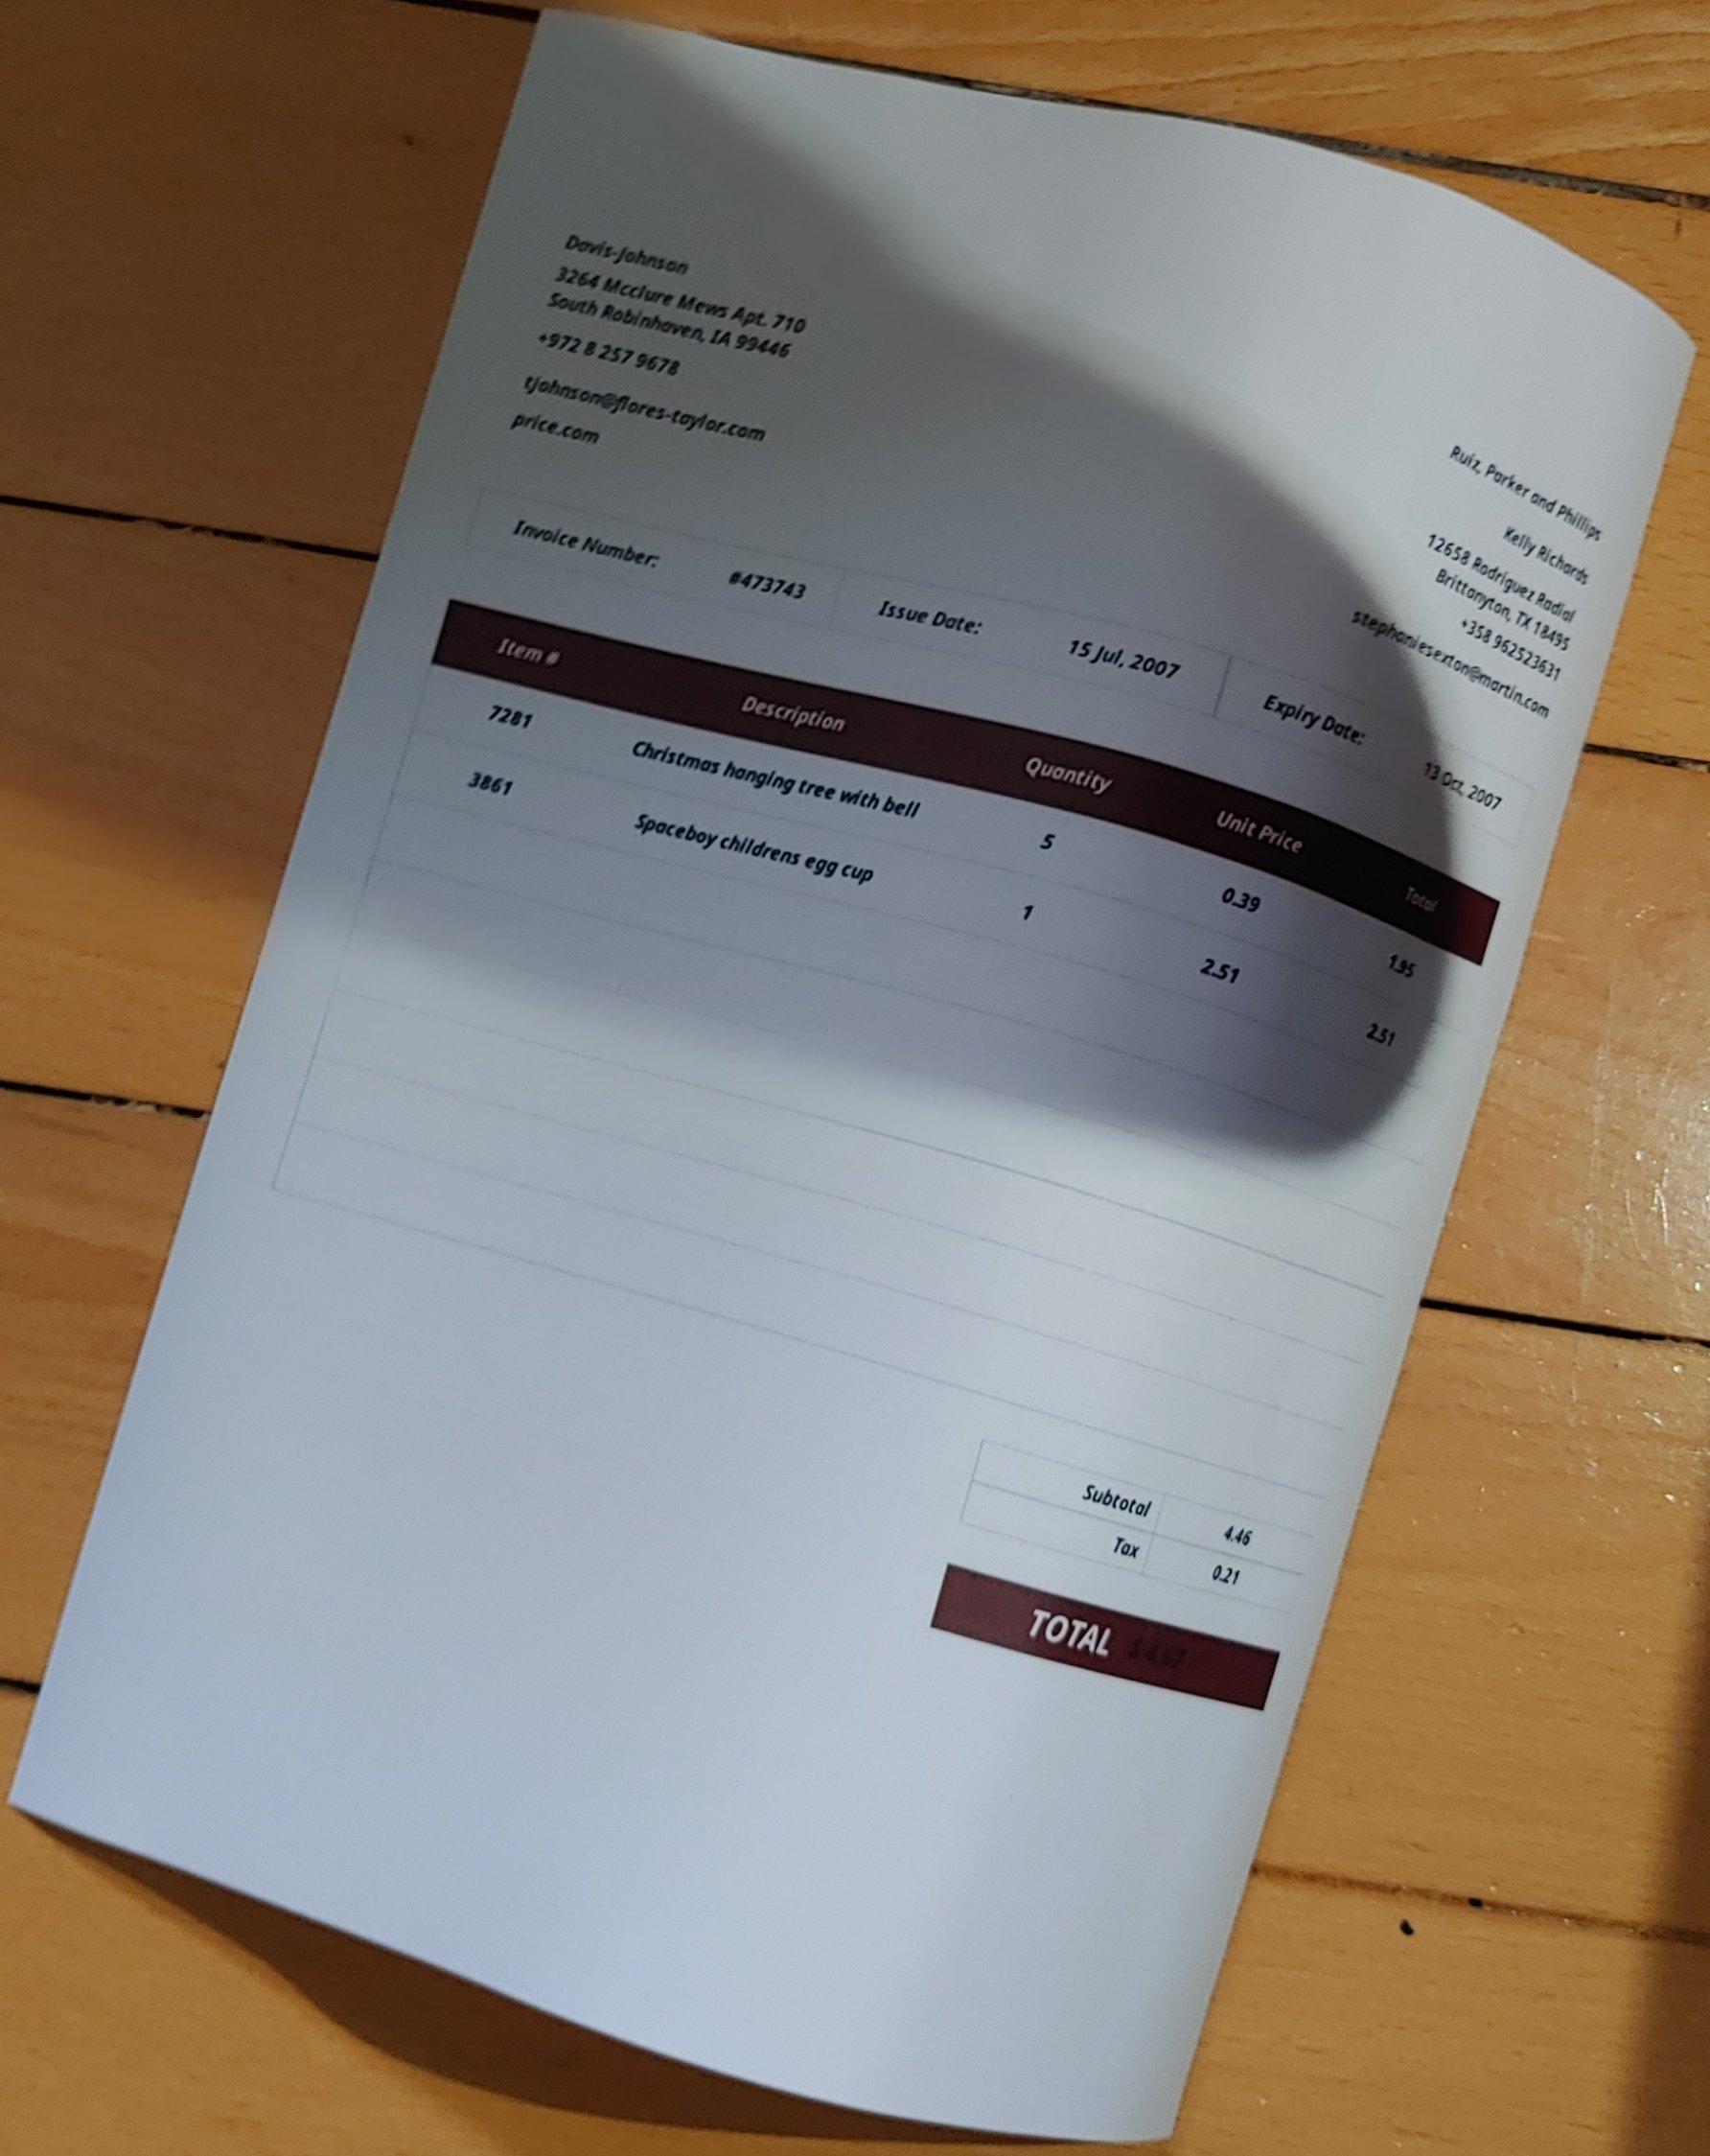 Davis-Johnson
3264 Mcclure Mews Apt. 710
South Robinhaven, IA 99446
+972 8 257 9678
tjohnson@flores-taylor.com
price.com
Ruiz, Parker and Phillips
Kelly Richards
12658 Rodriguez Radial
Brittanyton, TX 18495
+358 962523631
stephaniesexton@martin.com
Invoice Number: #473743 Issue Date: 15 Jul, 2007 Expiry Date: 13 Oct, 2007
Item # Description Quantity Unit Price Total
7281 Christmas hanging tree with bell 5 0.39 1.95
3861 Spaceboy childrens egg cup 1 2.51 2.51
Subtotal 4.46
Tax 0.21
TOTAL $ 4.67